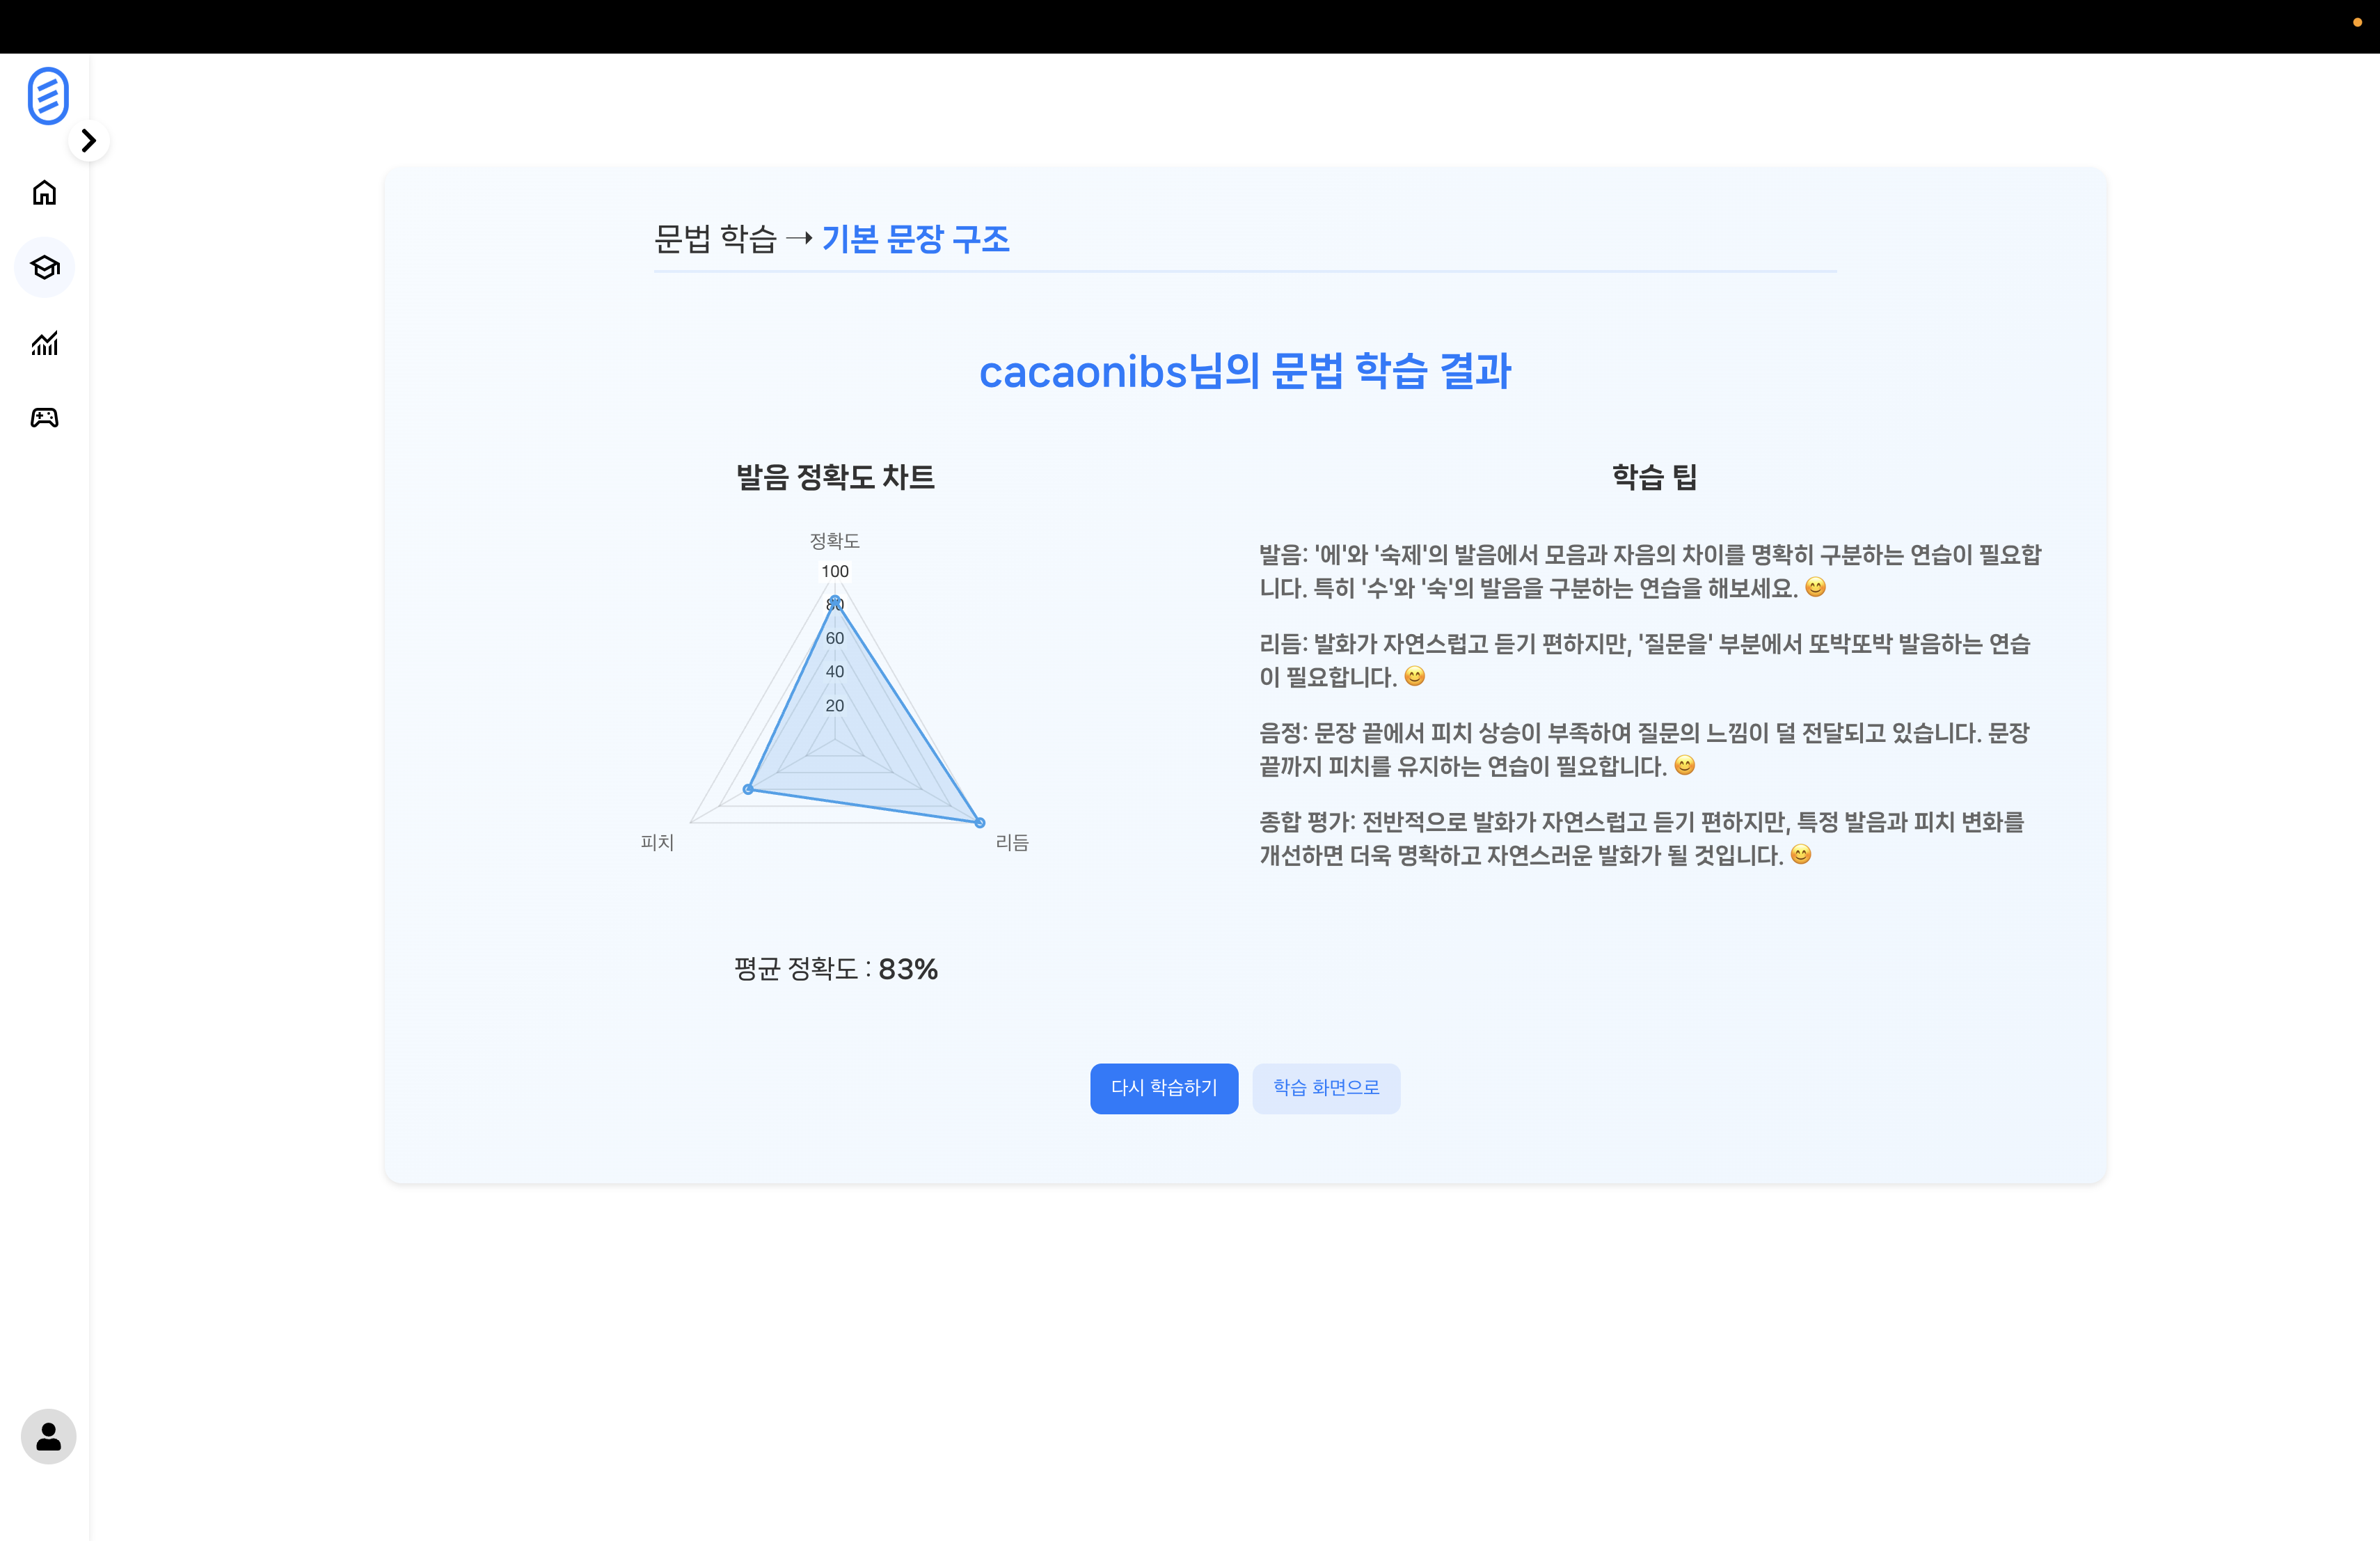 문법 학습 → 기본 문장 구조
cacaonibs님의 문법 학습 결과
발음 정확도 차트
정확도
100
80
60
40
20
피치
리듬
평균 정확도 : 83%
학습 팁
발음: '에'와 '숙제'의 발음에서 모음과 자음의 차이를 명확히 구분하는 연습이 필요합
니다. 특히 '수'와 '숙'의 발음을 구분하는 연습을 해보세요. 😊
리듬: 발화가 자연스럽고 듣기 편하지만, '질문을' 부분에서 또박또박 발음하는 연습
이 필요합니다. 😊
음정: 문장 끝에서 피치 상승이 부족하여 질문의 느낌이 덜 전달되고 있습니다. 문장
끝까지 피치를 유지하는 연습이 필요합니다. 😊
종합 평가: 전반적으로 발화가 자연스럽고 듣기 편하지만, 특정 발음과 피치 변화를
개선하면 더욱 명확하고 자연스러운 발화가 될 것입니다. 😊
다시 학습하기
학습 화면으로